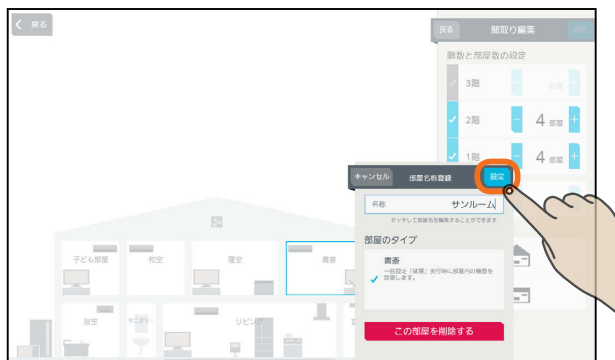 戻る
戻る 間取り編集
階数と部屋数の設定
3階
2階 4 部屋
1階 4 部屋
キャンセル 部屋名称登録 設定
名称 サンルーム
タッチして部屋名を編集することができます
部屋のタイプ
書斎
この部屋を削除する
子ども部屋 和室 寝室 書斎
浴室 リビング